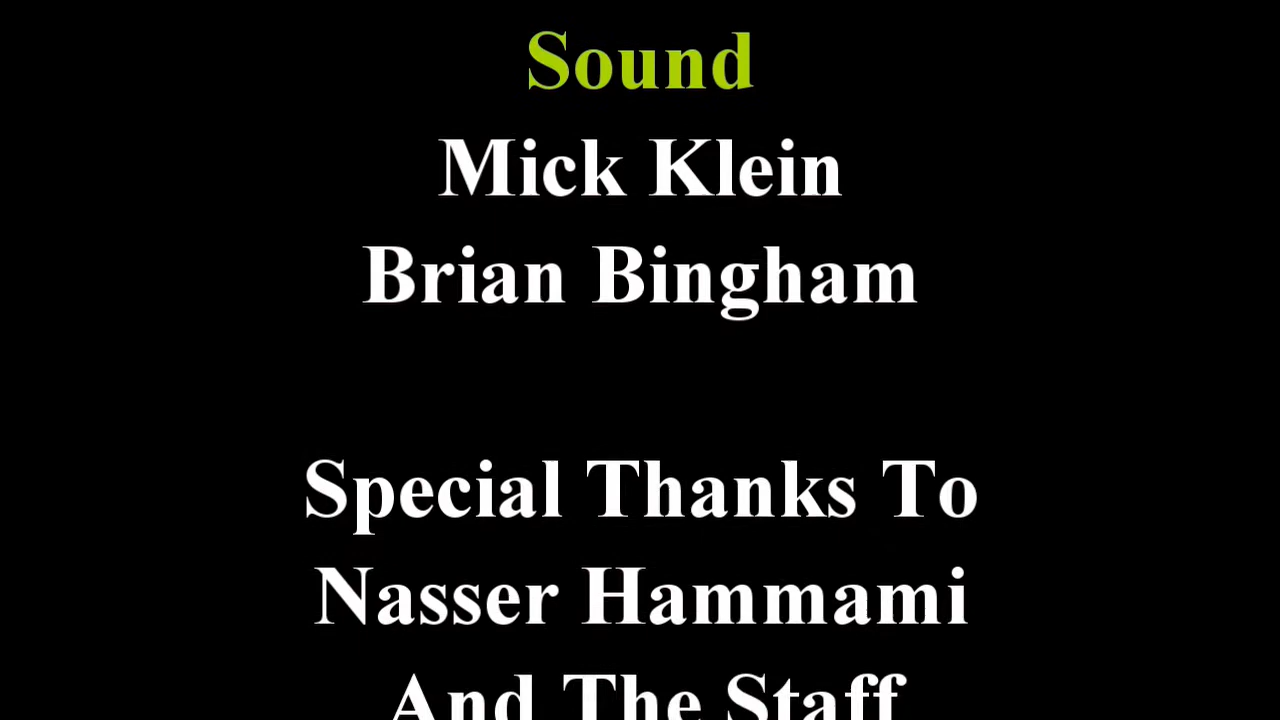 Sound
Mick Klein
Brian Bingham
Special Thanks To
Nasser Hammami
And The Staff